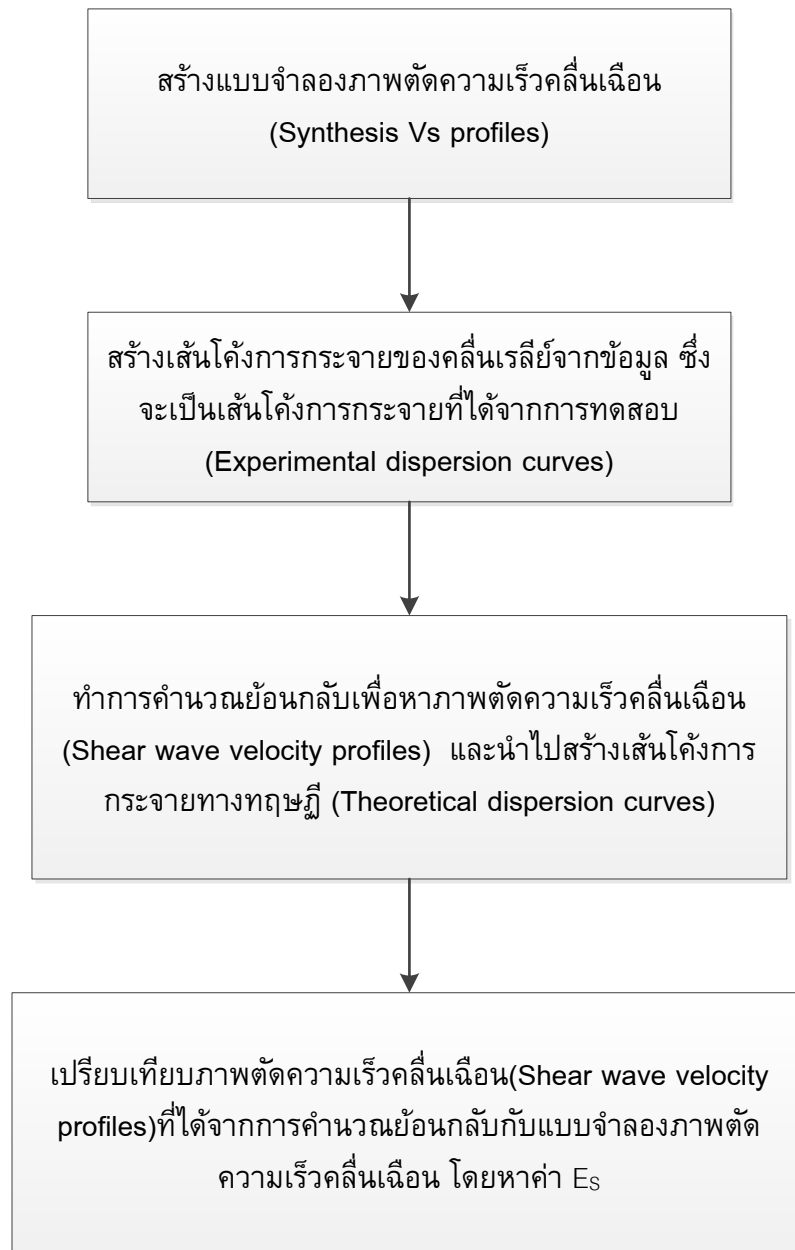 สร้างแบบจำลองภาพตัดความเร็วคลื่นเฉือน
(Synthesis Vs profiles)
สร้างเส้นโค้งการกระจายของคลื่นเรลีย์จากข้อมูล ซึ่ง
จะเป็นเส้นโค้งการกระจายที่ได้จากการทดสอบ
(Experimental dispersion curves)
ทำการคำนวณย้อนกลับเพื่อหาภาพตัดความเร็วคลื่นเฉือน
(Shear wave velocity profiles) และนำไปสร้างเส้นโค้งการ
กระจายทางทฤษฏี (Theoretical dispersion curves)
เปรียบเทียบภาพตัดความเร็วคลื่นเฉือน(Shear wave velocity
profiles)ที่ได้จากการคำนวณย้อนกลับกับแบบจำลองภาพตัด
ความเร็วคลื่นเฉือน โดยหาค่า Es